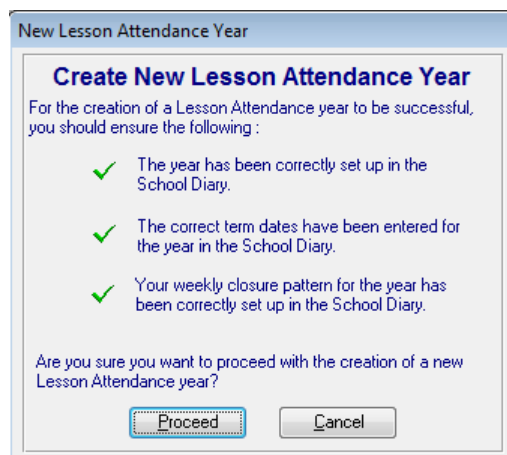 New Lesson Attendance Year
Create New Lesson Attendance Year
For the creation of a Lesson Attendance year to be successful,
you should ensure the following :
The year has been correctly set up in the
School Diary.
The correct term dates have been entered for
the year in the School Diary.
Your weekly closure pattern for the year has
been correctly set up in the School Diary.
Are you sure you want to proceed with the creation of a new
Lesson Attendance year?
Proceed Cancel